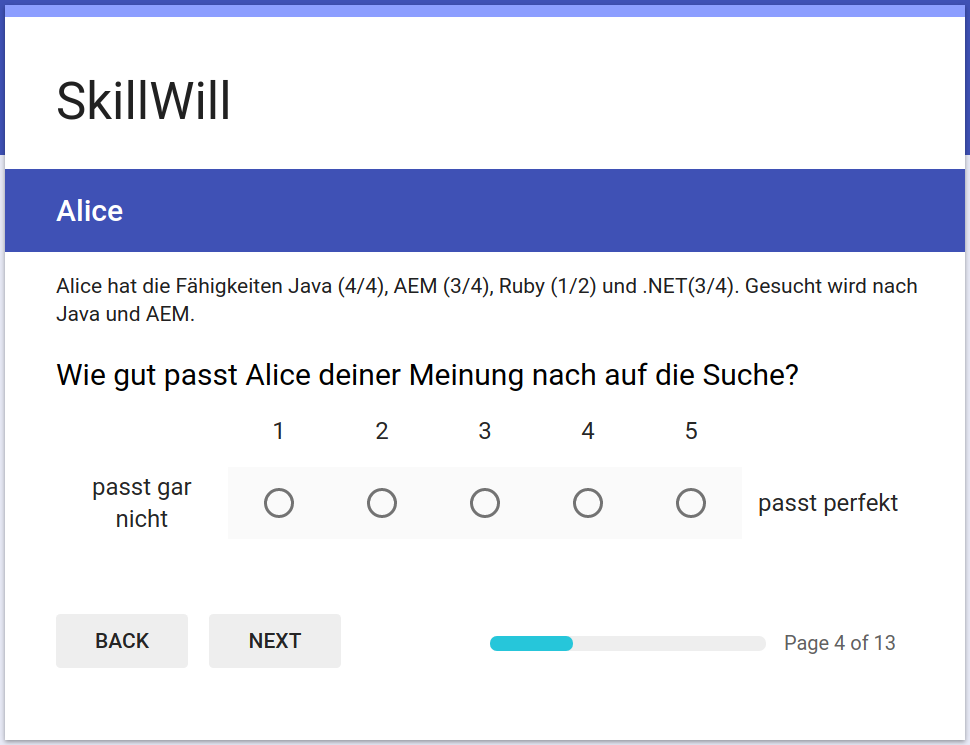 SkillWill
Alice
Alice hat die Fähigkeiten Java (4/4), AEM (3/4), Ruby (1/2) und .NET(3/4). Gesucht wird nach
Java und AEM.
Wie gut passt Alice deiner Meinung nach auf die Suche?
1 2 3 4 5
passt gar
nicht
passt perfekt
BACK NEXT Page 4 of 13